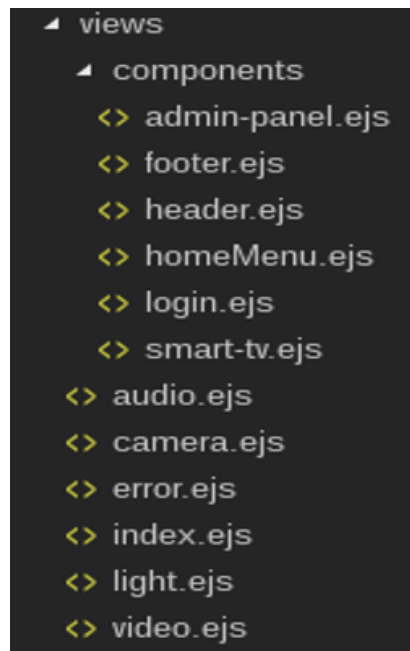 views
components
<> admin-panel.ejs
<> footer.ejs
<> header.ejs
<> homeMenu.ejs
<> login.ejs
<> smart-tv.ejs
<> audio.ejs
<> camera.ejs
<> error.ejs
<> index.ejs
<> light.ejs
<> video.ejs